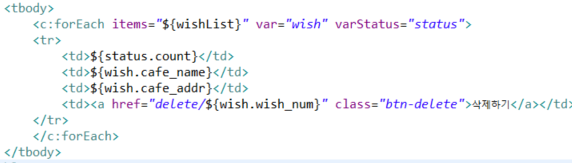 <tbody>
<c:forEach items="${wishList}" var="wish" varStatus="status">
<tr>
<td>${status.count}</td>
<td>${wish.cafe_name}</td>
<td>${wish.cafe_addr}</td>
<td><a href="delete/${wish.wish_num}" class="btn-delete">삭제하기</a></td>
</tr>
</c:forEach>
</tbody>